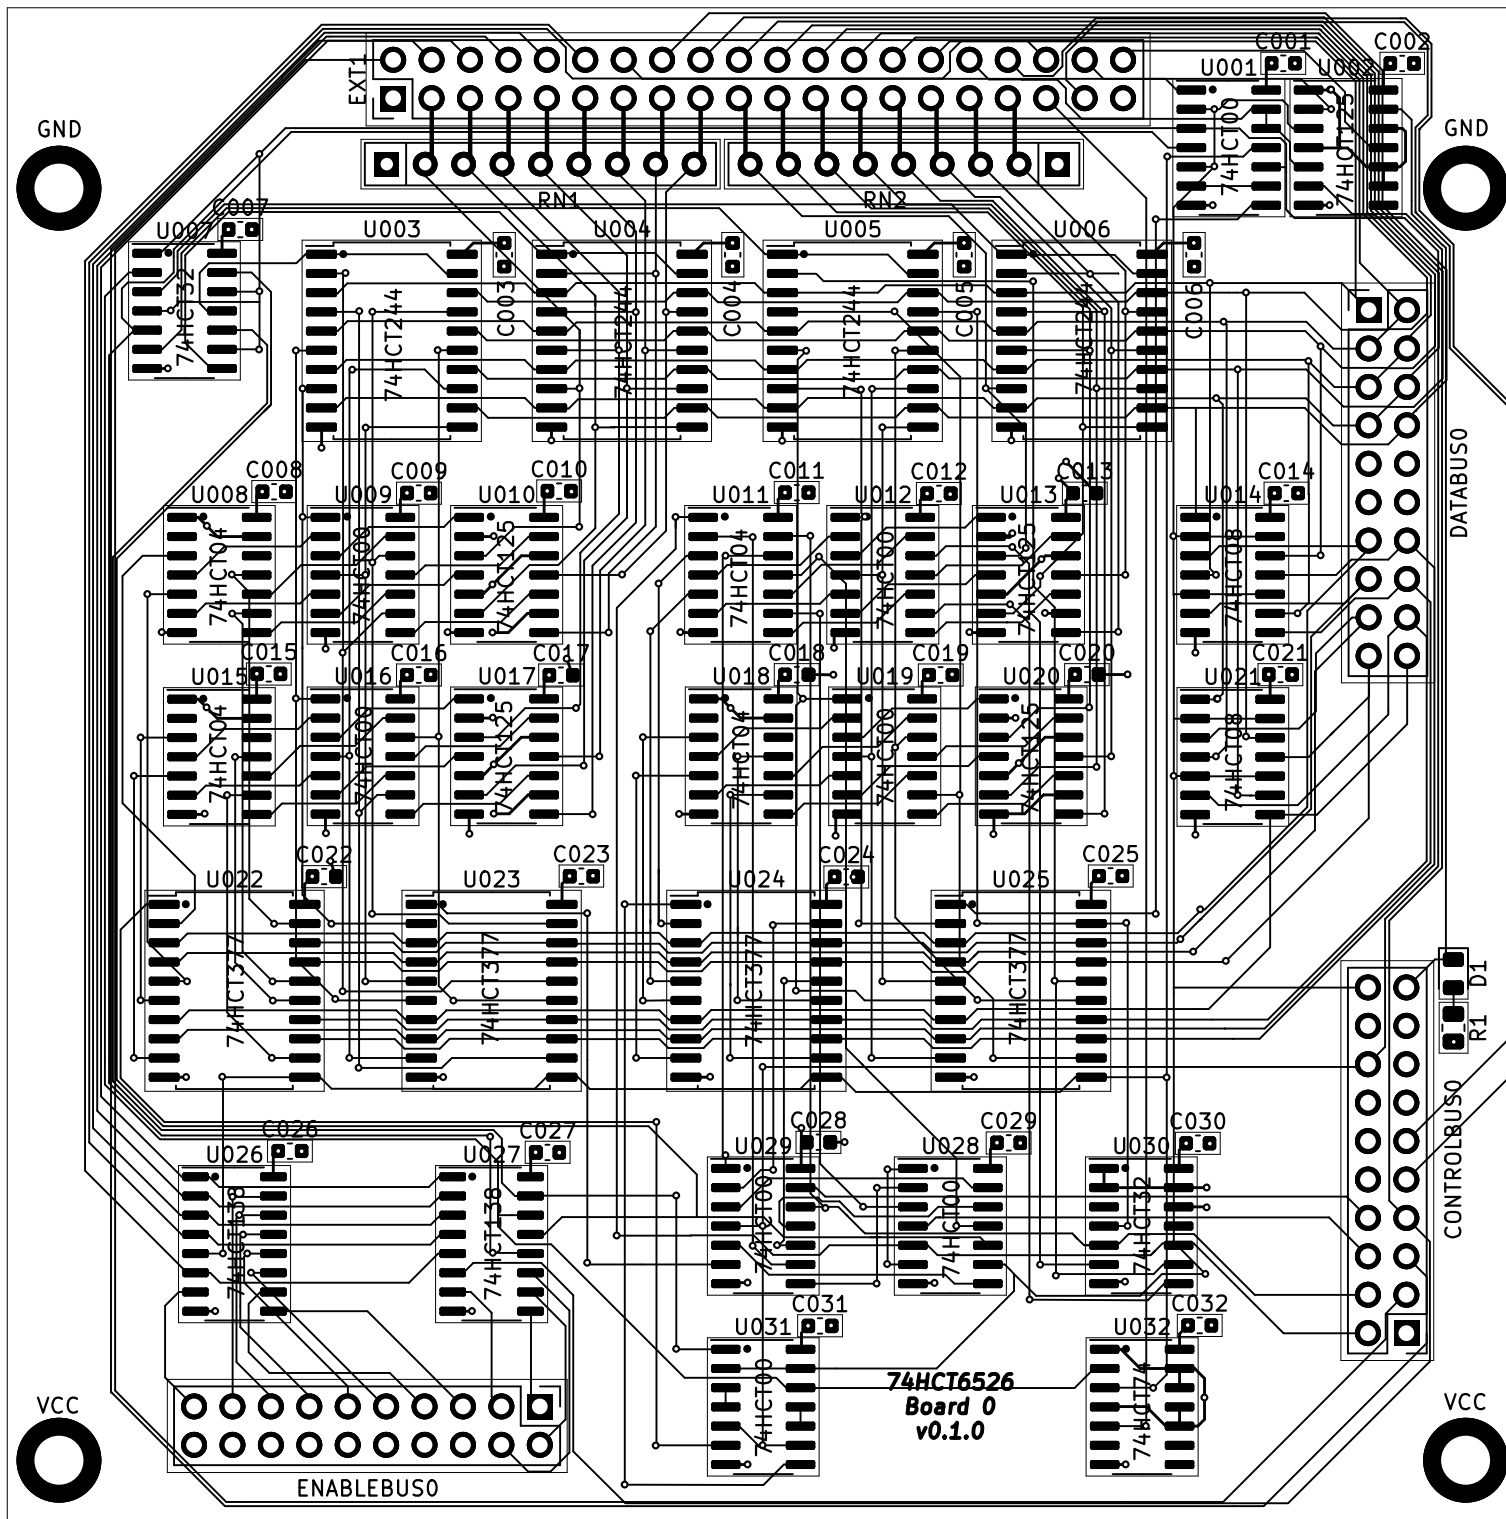 C001
C002
U001
U002
EXT1
74HCT00
74HCT125
GND
GND
RN1
RN2
C007
U007
74HCT32
U003
U004
U005
U006
C003
C004
C005
C006
74HCT244
74HCT244
74HCT244
74HCT244
DATABUS0
C008
C009
C010
C011
C012
C013
C014
U008
U009
U010
U011
U012
U013
U014
74HCT04
74HCT00
74HCT125
74HCT04
74HCT00
74HCT125
74HCT08
C015
C016
C017
C018
C019
C020
C021
U015
U016
U017
U018
U019
U020
U021
74HCT04
74HCT00
74HCT125
74HCT04
74HCT00
74HCT125
74HCT08
C022
C023
C024
C025
U022
U023
U024
U025
74HCT377
74HCT377
74HCT377
74HCT377
D1
R1
CONTROLBUS0
C026
C027
C028
C029
C030
U026
U027
U029
U028
U030
74HCT138
74HCT138
74HCT00
74HCT00
74HCT32
C031
C032
U031
U032
74HCT00
74HCT74
74HCT6526
Board 0
v0.1.0
VCC
VCC
ENABLEBUS0